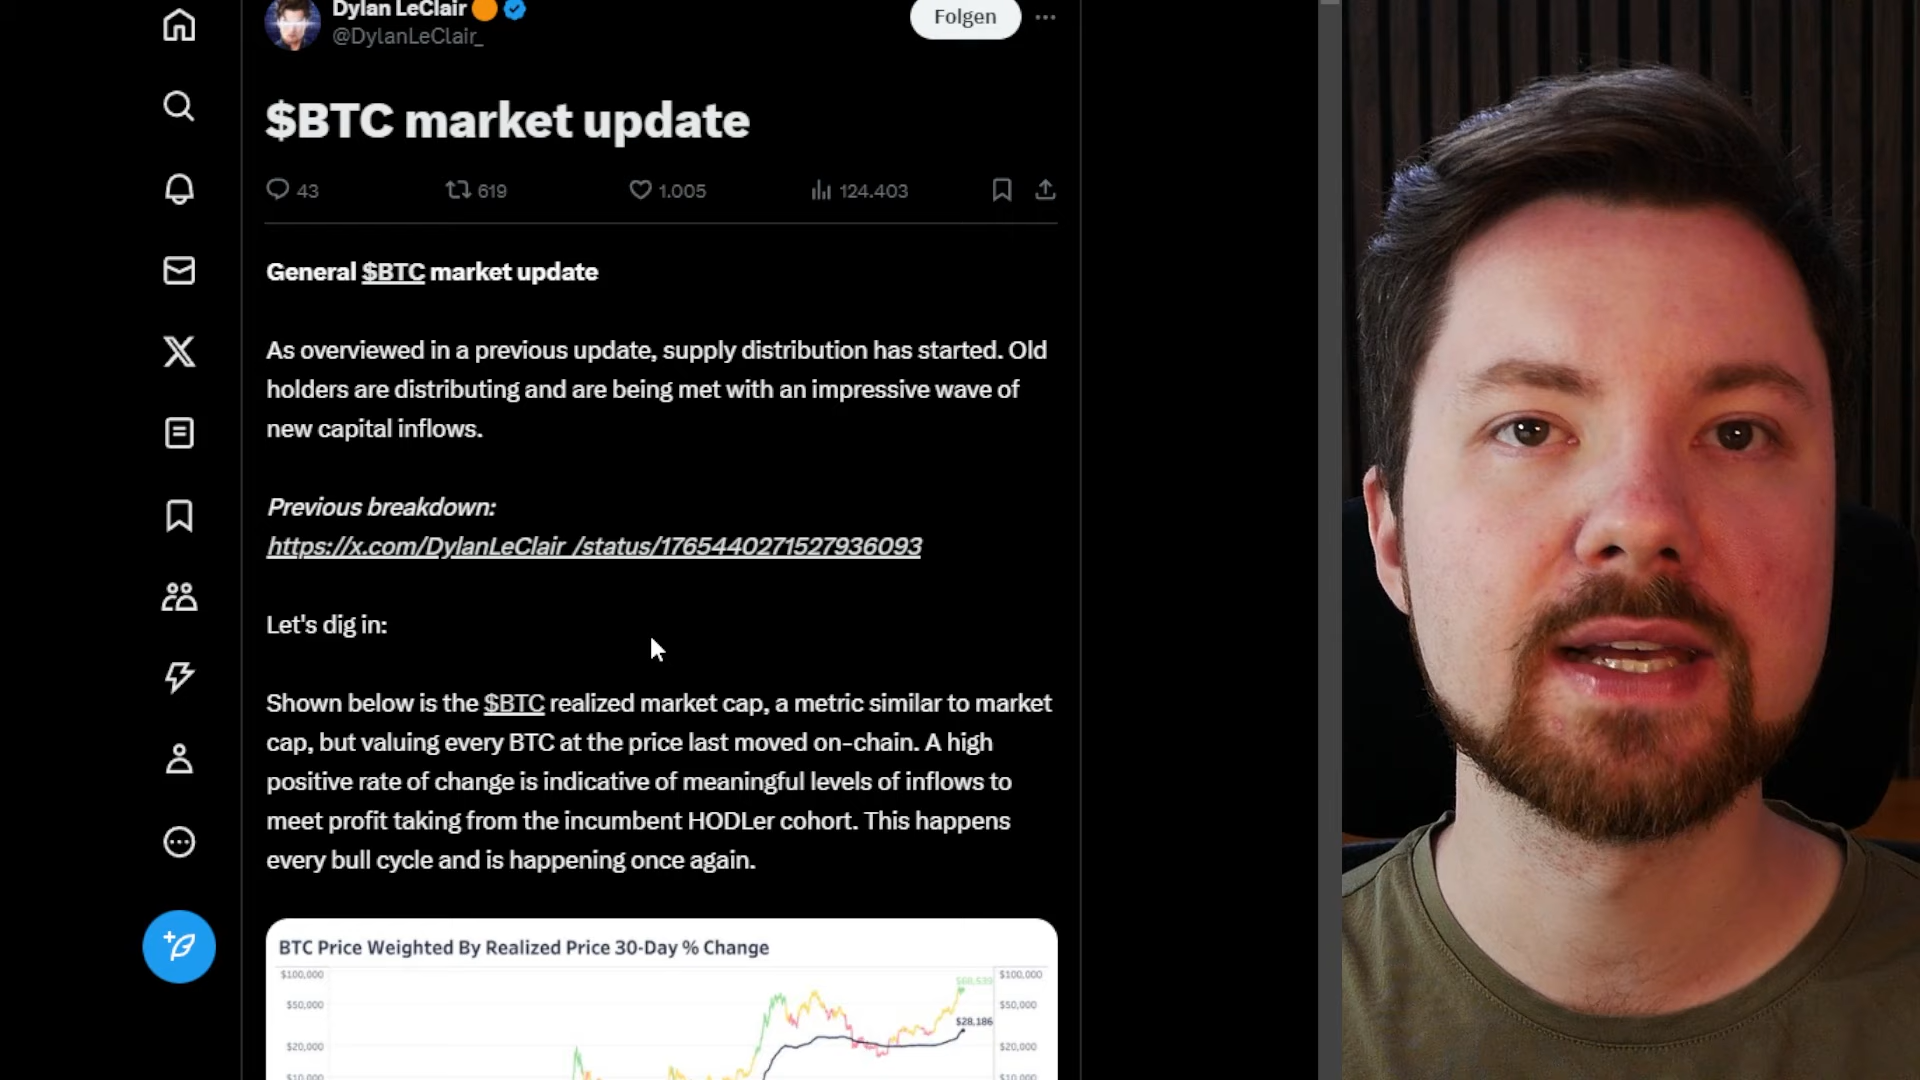 Dylan LeClair
@DylanLeClair_
Folgen
$BTC market update
43
619
1.005
124.403
General $BTC market update
As overviewed in a previous update, supply distribution has started. Old
holders are distributing and are being met with an impressive wave of
new capital inflows.
Previous breakdown:
https://x.com/DylanLeClair_/status/1765440271527936093
Let's dig in:
Shown below is the $BTC realized market cap, a metric similar to market
cap, but valuing every BTC at the price last moved on-chain. A high
positive rate of change is indicative of meaningful levels of inflows to
meet profit taking from the incumbent HODLer cohort. This happens
every bull cycle and is happening once again.
BTC Price Weighted By Realized Price 30-Day % Change
$100,000
$100,000
$50,000
$50,000
$28,186
$20,000
$20,000
$10,000
$10,000